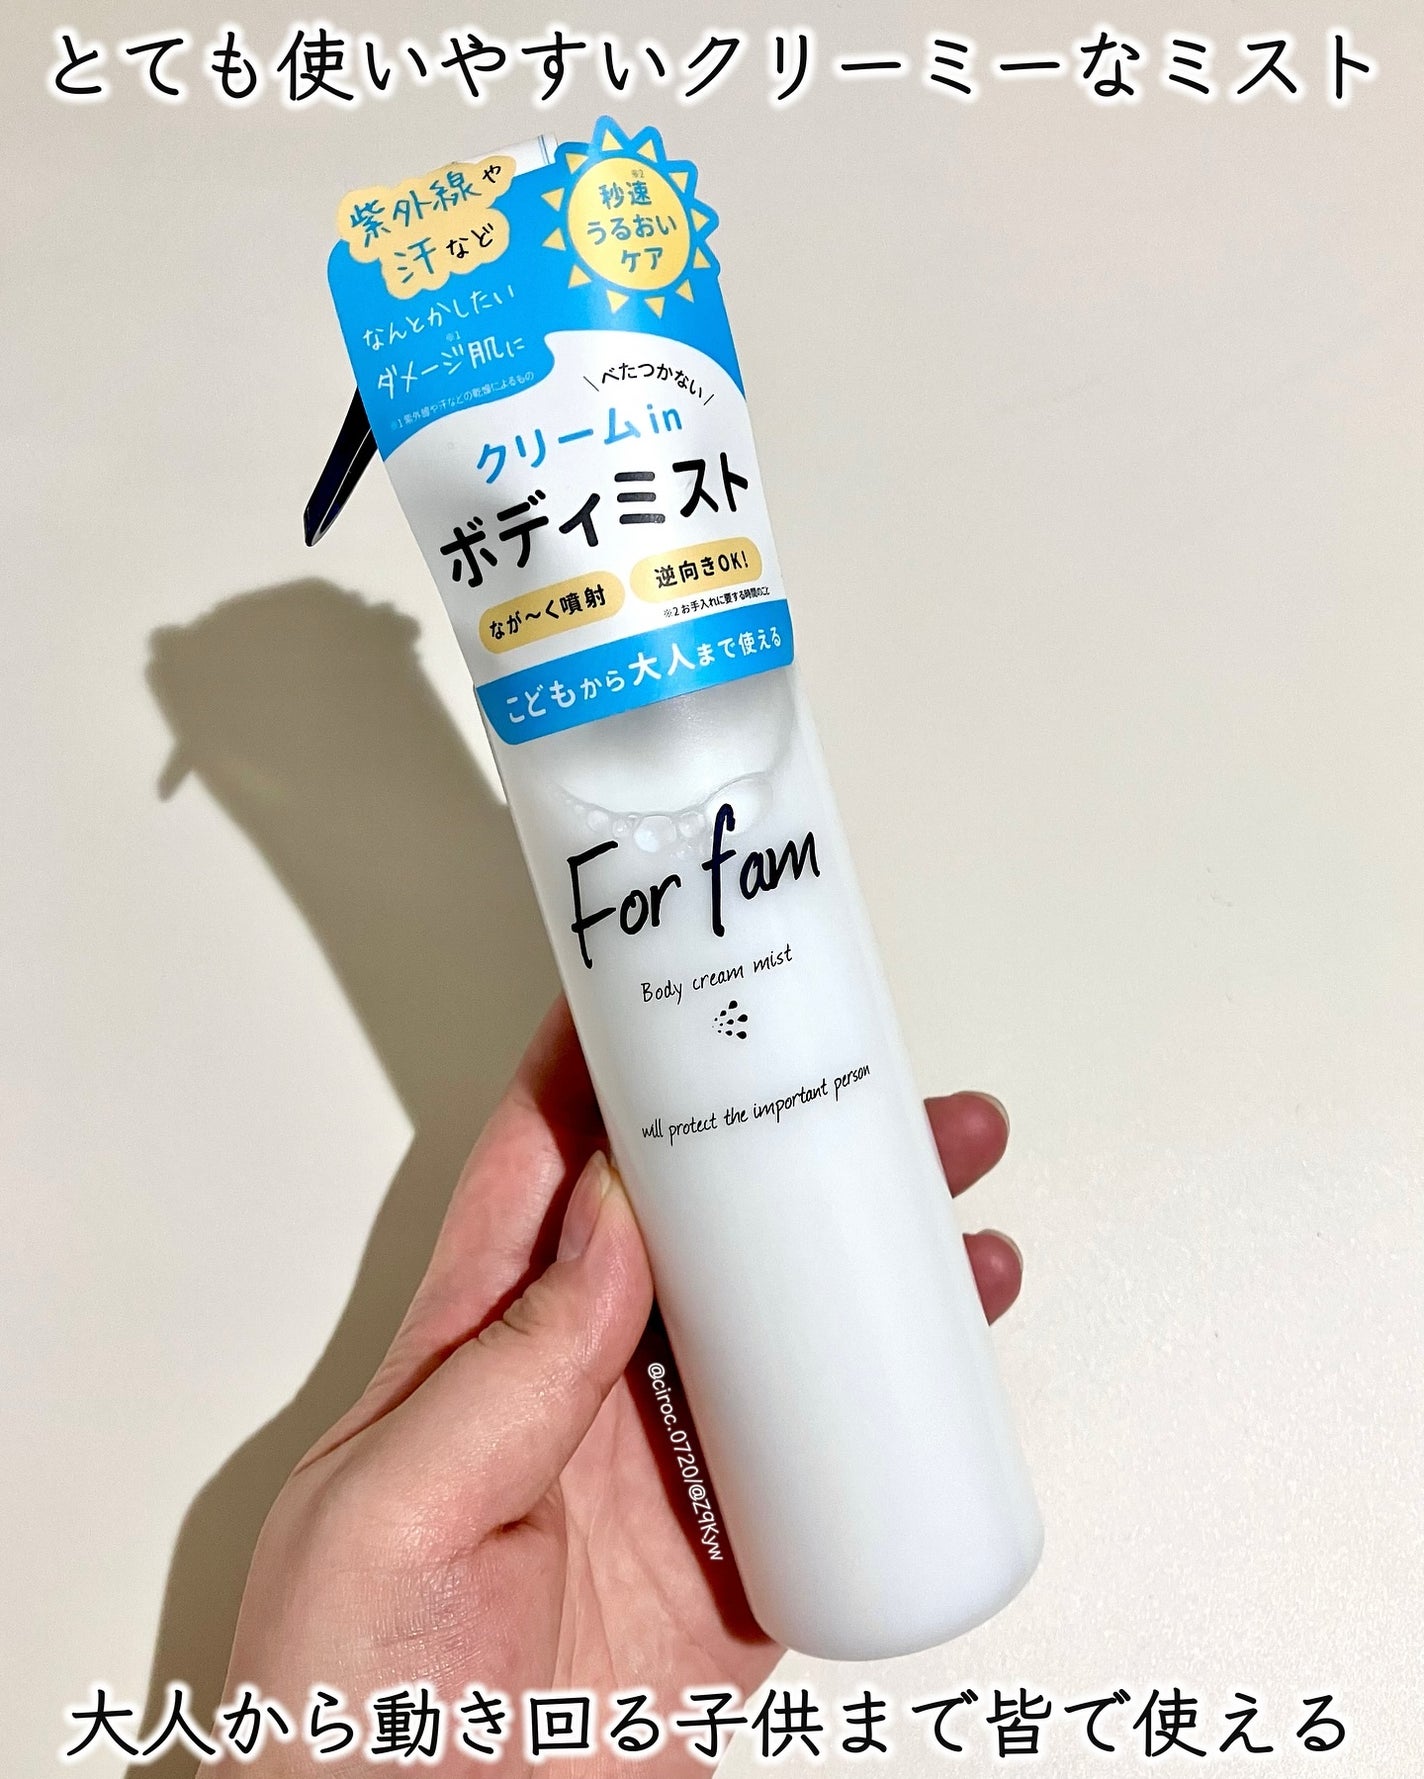 とても使いやすいクリーミーなミスト
紫外線や
汗など
なんとかしたい
※1
ダメージ肌に
※1 紫外線や汗などの乾燥によるもの
※2
秒速
うるおい
ケア
\べたつかない/
クリームin
ボディミスト
なが〜く噴射
逆向きOK!
※2 お手入れに要する時間のこと
こどもから大人まで使える
For fam
Body cream mist
will protect the important person
@ciroc.0720/@ZqKyw
大人から動き回る子供まで皆で使える